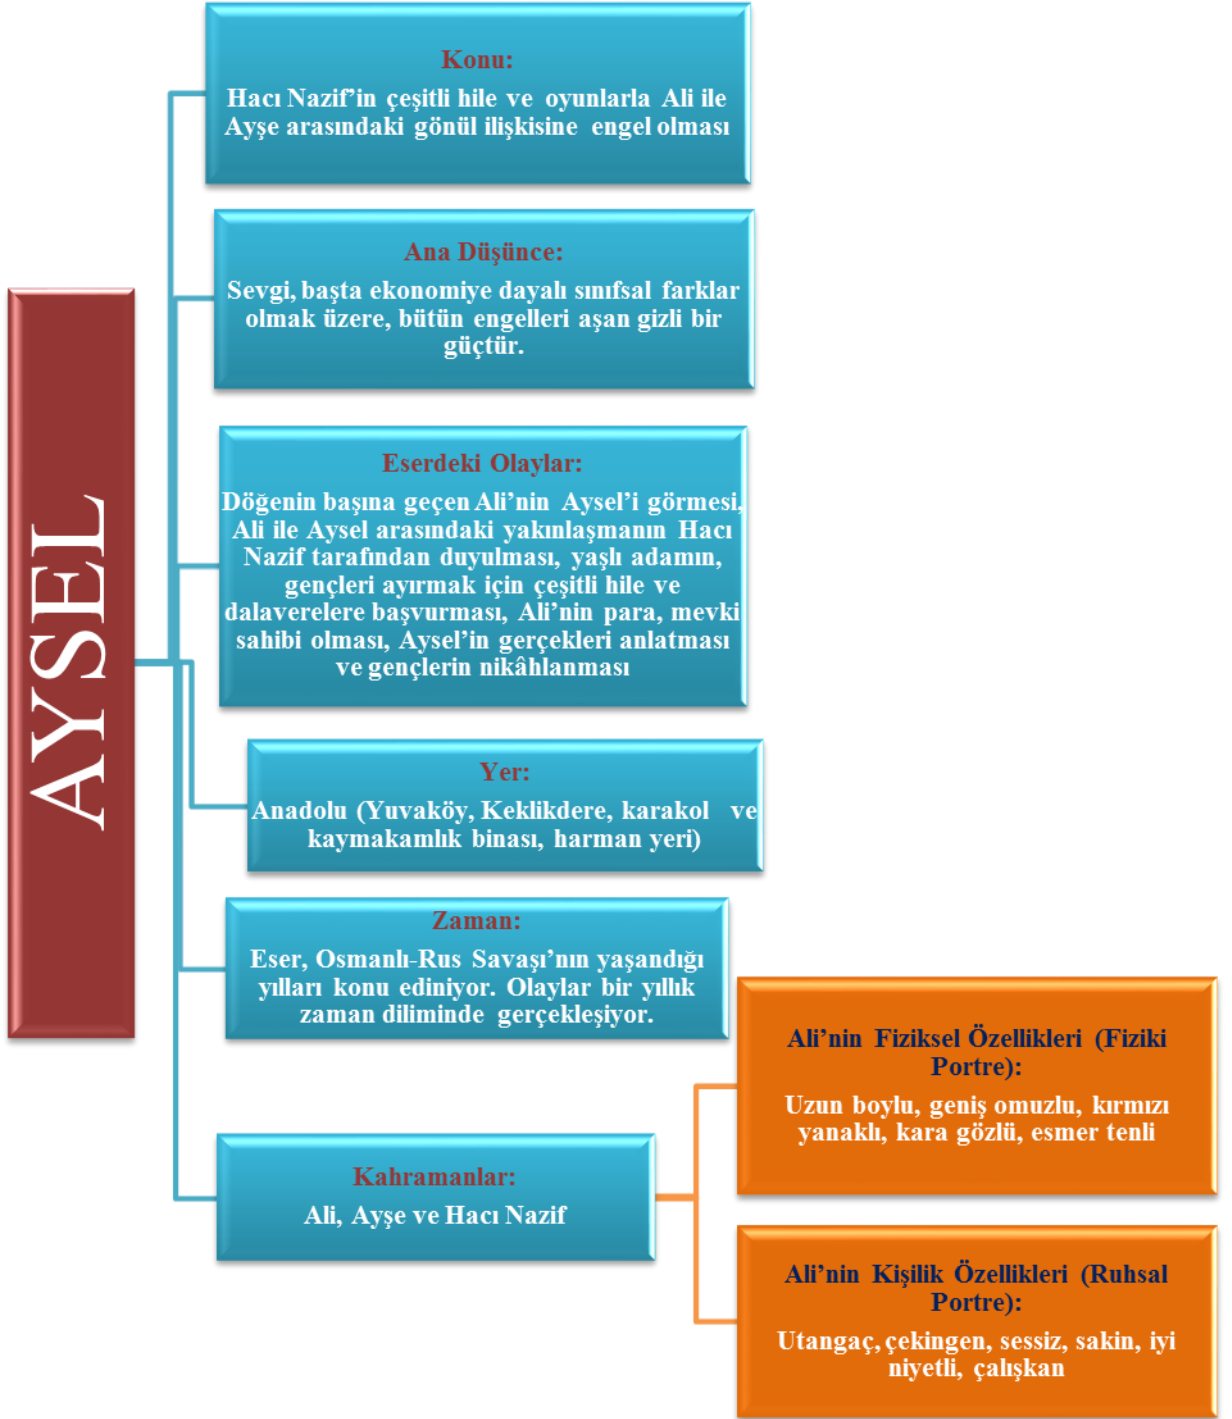 AYSEL
Konu:
Hacı Nazif’in çeşitli hile ve oyunlarla Ali ile
Ayşe arasındaki gönül ilişkisine engel olması
Ana Düşünce:
Sevgi, başta ekonomiye dayalı sınıfsal farklar
olmak üzere, bütün engelleri aşan gizli bir
güçtür.
Eserdeki Olaylar:
Döğenin başına geçen Ali’nin Aysel’i görmesi,
Ali ile Aysel arasındaki yakınlaşmanın Hacı
Nazif tarafından duyulması, yaşlı adamın,
gençleri ayırmak için çeşitli hile ve
dalaverelere başvurması, Ali’nin para, mevki
sahibi olması, Aysel’in gerçekleri anlatması
ve gençlerin nikâhlanması
Yer:
Anadolu (Yuvaköy, Keklikdere, karakol ve
kaymakamlık binası, harman yeri)
Zaman:
Eser, Osmanlı-Rus Savaşı’nın yaşandığı
yılları konu ediniyor. Olaylar bir yıllık
zaman diliminde gerçekleşiyor.
Kahramanlar:
Ali, Ayşe ve Hacı Nazif
Ali’nin Fiziksel Özellikleri (Fiziki
Portre):
Uzun boylu, geniş omuzlu, kırmızı
yanaklı, kara gözlü, esmer tenli
Ali’nin Kişilik Özellikleri (Ruhsal
Portre):
Utangaç, çekingen, sessiz, sakin, iyi
niyetli, çalışkan